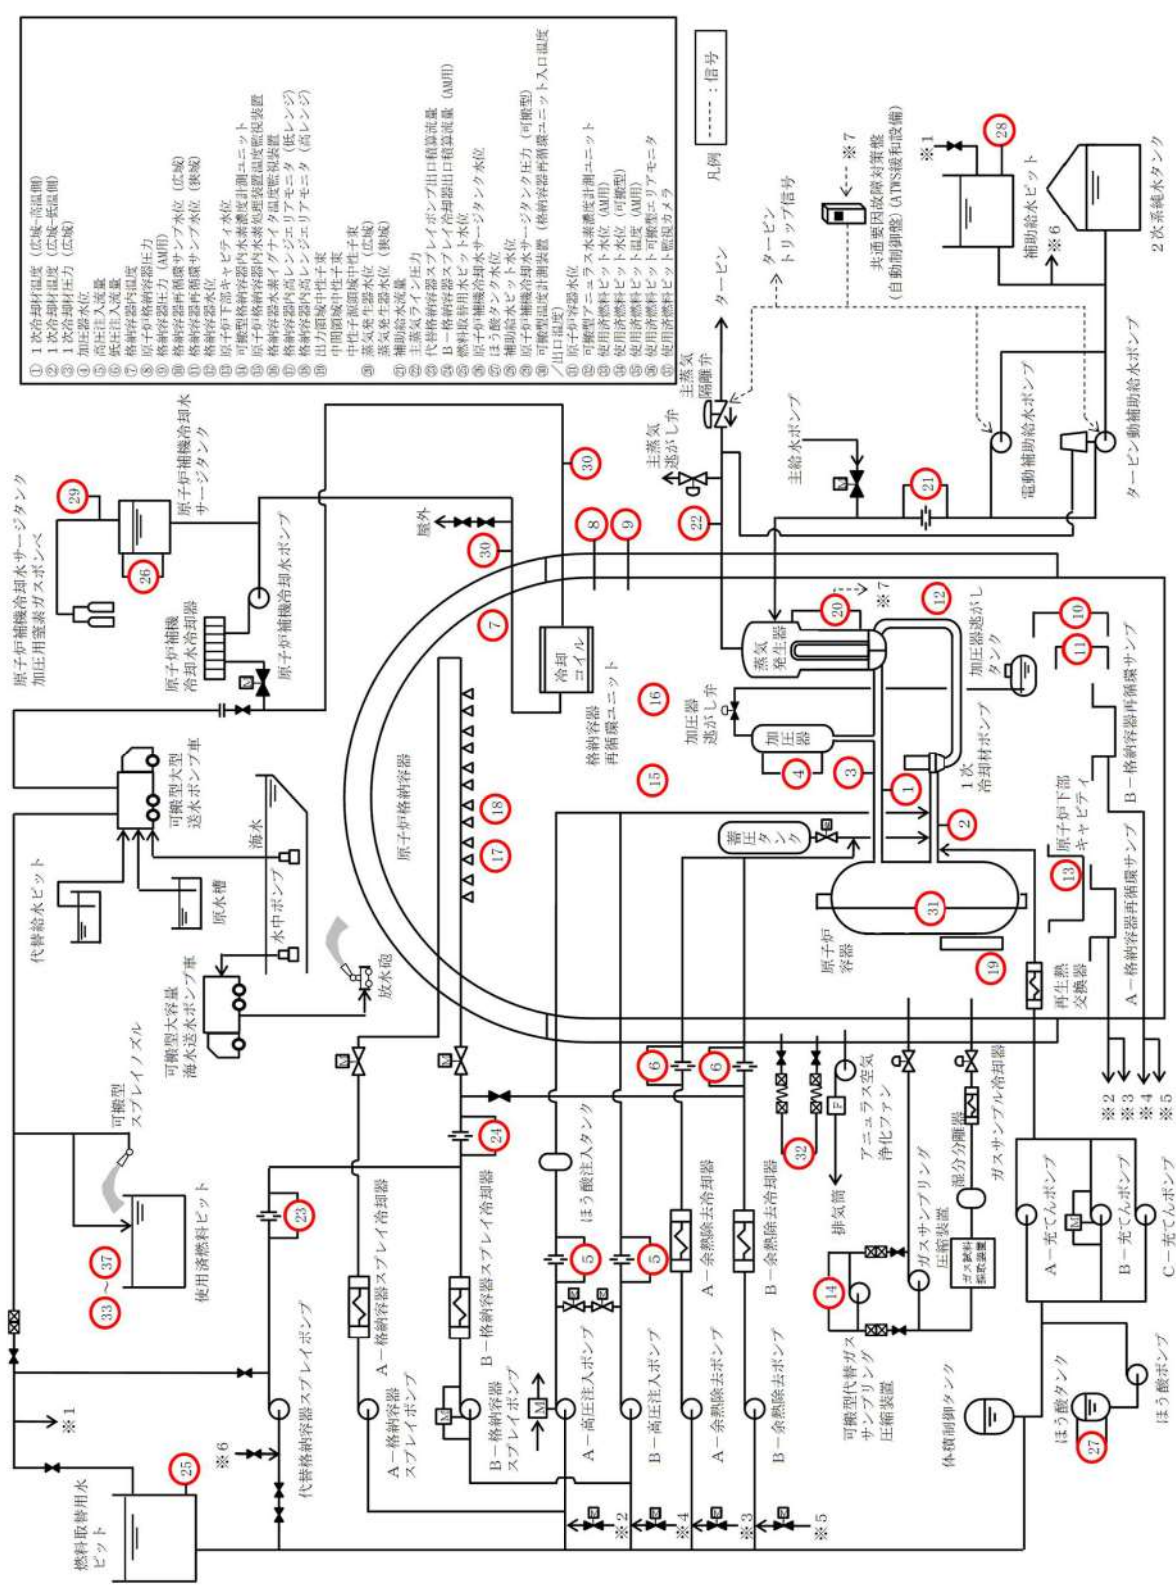 ① 1次冷却材温度（広域-高温側）
② 1次冷却材温度（広域-低温側）
③ 1次冷却材圧力（広域）
④ 加圧器水位
⑤ 高圧注入流量
⑥ 低圧注入流量
⑦ 格納容器内温度
⑧ 原子炉格納容器圧力
⑨ 格納容器圧力（AM用）
⑩ 格納容器再循環サンプ水位（広域）
⑪ 格納容器再循環サンプ水位（狭域）
⑫ 格納容器水位
⑬ 原子炉下部キャビティ水位
⑭ 可搬型格納容器内水素濃度計測ユニット
⑮ 原子炉格納容器内水素処理装置温度監視装置
⑯ 格納容器水素イグナイタ温度監視装置
⑰ 格納容器内高レンジエリアモニタ（低レンジ）
⑱ 格納容器内高レンジエリアモニタ（高レンジ）
⑲ 出力領域中性子束
中間領域中性子束
中性子源領域中性子束
⑳ 蒸気発生器水位（広域）
蒸気発生器水位（狭域）
㉑ 補助給水流量
㉒ 主蒸気ライン圧力
㉓ 代替格納容器スプレイポンプ出口積算流量
㉔ B－格納容器スプレイ冷却器出口積算流量（AM用）
㉕ 燃料取替用水ピット水位
㉖ 原子炉補機冷却水サージタンク水位
㉗ ほう酸タンク水位
㉘ 補助給水ピット水位
㉙ 原子炉補機冷却水サージタンク圧力（可搬型）
㉚ 可搬型温度計測装置（格納容器再循環ユニット入口温度
／出口温度）
㉛ 原子炉容器水位
㉜ 可搬型アニュラス水素濃度計測ユニット
㉝ 使用済燃料ピット水位（AM用）
㉞ 使用済燃料ピット水位（可搬型）
㉟ 使用済燃料ピット温度（AM用）
㊱ 使用済燃料ピット可搬型エリアモニタ
㊲ 使用済燃料ピット監視カメラ
凡例
：信号
原子炉補機冷却水サージタンク
加圧用窒素ガスボンベ
29
26
原子炉補機冷却水
サージタンク
原子炉補機
冷却水冷却器
原子炉補機冷却水ポンプ
屋外
30
30
可搬型大型
送水ポンプ車
代替給水ピット
原水槽
海水
水中ポンプ
可搬型大容量
海水送水ポンプ車
放水砲
可搬型
スプレイノズル
使用済燃料ピット
33
～
37
※1
※6
燃料取替用水
ピット
25
代替格納容器スプレイポンプ
23
24
A－格納容器スプレイ冷却器
A－格納容器
スプレイポンプ
B－格納容器スプレイ冷却器
B－格納容器
スプレイポンプ
M
原子炉格納容器
7
17
18
冷却
コイル
格納容器
再循環ユニット
8
9
15
16
主蒸気
逃がし弁
主蒸気
隔離弁
22
タービン
タービン
トリップ信号
※7
共通要因故障対策盤
(自動制御盤) (ATWS緩和設備)
主給水ポンプ
21
電動補助給水ポンプ
タービン動補助給水ポンプ
補助給水ピット
28
※1
※6
2次系純水タンク
蒸気
発生器
20
※7
12
加圧器
逃がし弁
加圧器
4
3
1
2
加圧器逃がし
タンク
1次
冷却材ポンプ
蓄圧タンク
原子炉
容器
31
19
10
11
13
B－格納容器再循環サンプ
原子炉下部
キャビティ
A－格納容器再循環サンプ
再生熱
交換器
※2
※3
※4
※5
ほう酸注入タンク
5
5
6
6
A－高圧注入ポンプ
B－高圧注入ポンプ
A－余熱除去冷却器
B－余熱除去冷却器
A－余熱除去ポンプ
B－余熱除去ポンプ
※2
※4
※3
※5
32
F
アニュラス空気
浄化ファン
排気筒
14
可搬型代替ガス
サンプリング
圧縮装置
ガスサンプリング
圧縮装置
湿分分離器
ガスサンプル冷却器
ガス試料
採取装置
体積制御タンク
A－充てんポンプ
B－充てんポンプ
C－充てんポンプ
M
ほう酸タンク
27
ほう酸ポンプ